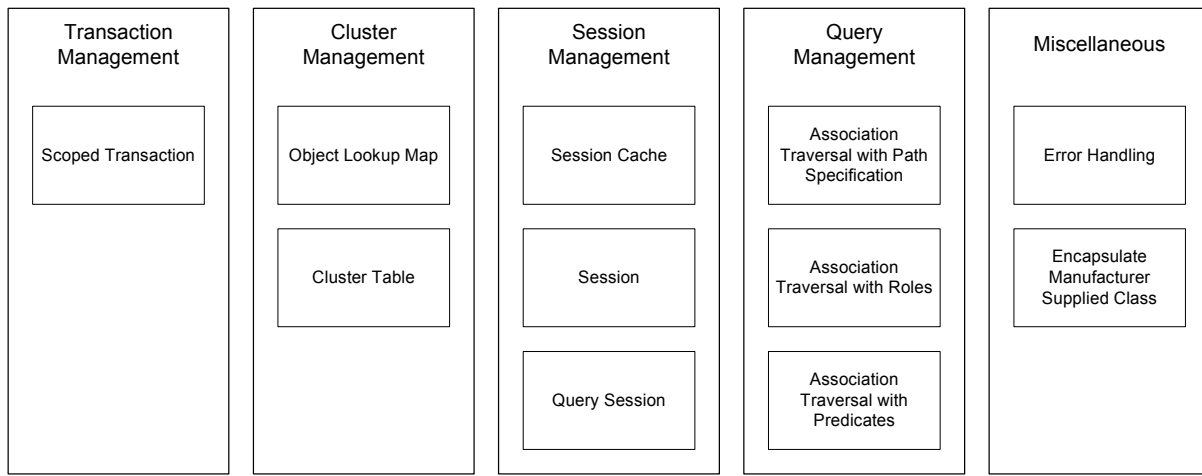 Transaction
Management
Scoped Transaction
Cluster
Management
Object Lookup Map
Cluster Table
Session
Management
Session Cache
Session
Query Session
Query
Management
Association
Traversal with Path
Specification
Association
Traversal with Roles
Association
Traversal with
Predicates
Miscellaneous
Error Handling
Encapsulate
Manufacturer
Supplied Class